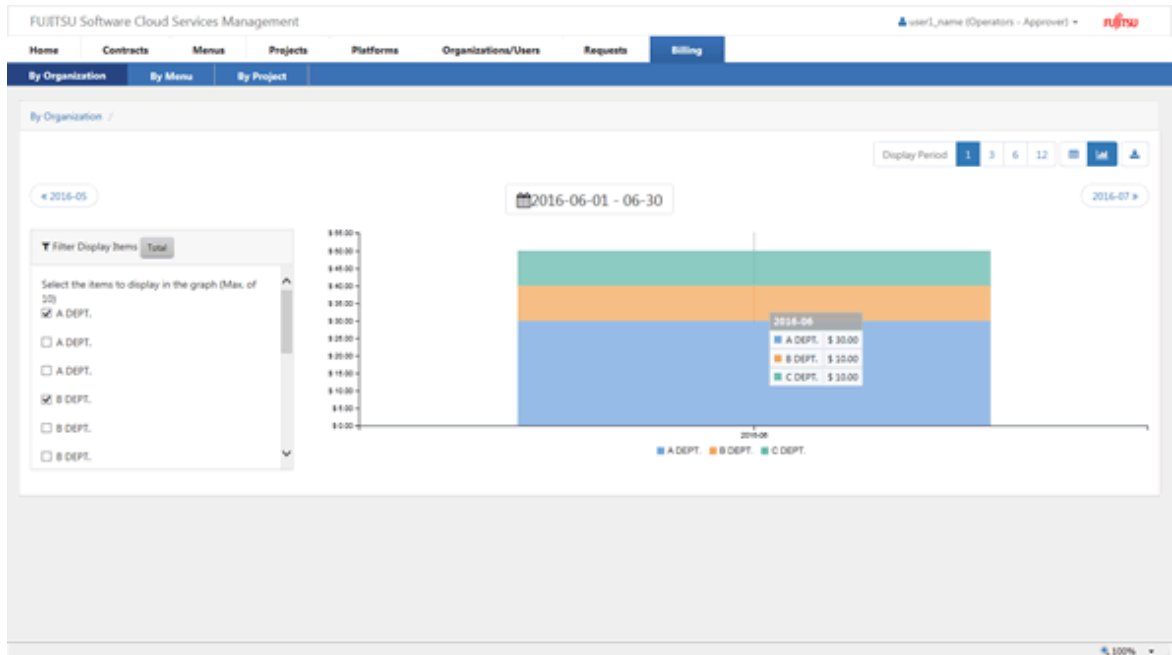 FUJITSU Software Cloud Services Management
user1_name (Operators - Approver)
FUJITSU
Home Contracts Menus Projects Platforms Organizations/Users Requests Billing
By Organization By Menu By Project
By Organization /
Display Period 1 3 6 12
« 2016-05
2016-06-01 - 06-30
2016-07 »
Filter Display Items Total
Select the items to display in the graph (Max. of
10)
A DEPT.
A DEPT.
A DEPT.
B DEPT.
B DEPT.
B DEPT.
$ 55.00
$ 50.00
$ 45.00
$ 40.00
$ 35.00
$ 30.00
$ 25.00
$ 20.00
$ 15.00
$ 10.00
$ 5.00
$ 0.00
2016-06
A DEPT. $ 30.00
B DEPT. $ 10.00
C DEPT. $ 10.00
2016-06
A DEPT. B DEPT. C DEPT.
100%